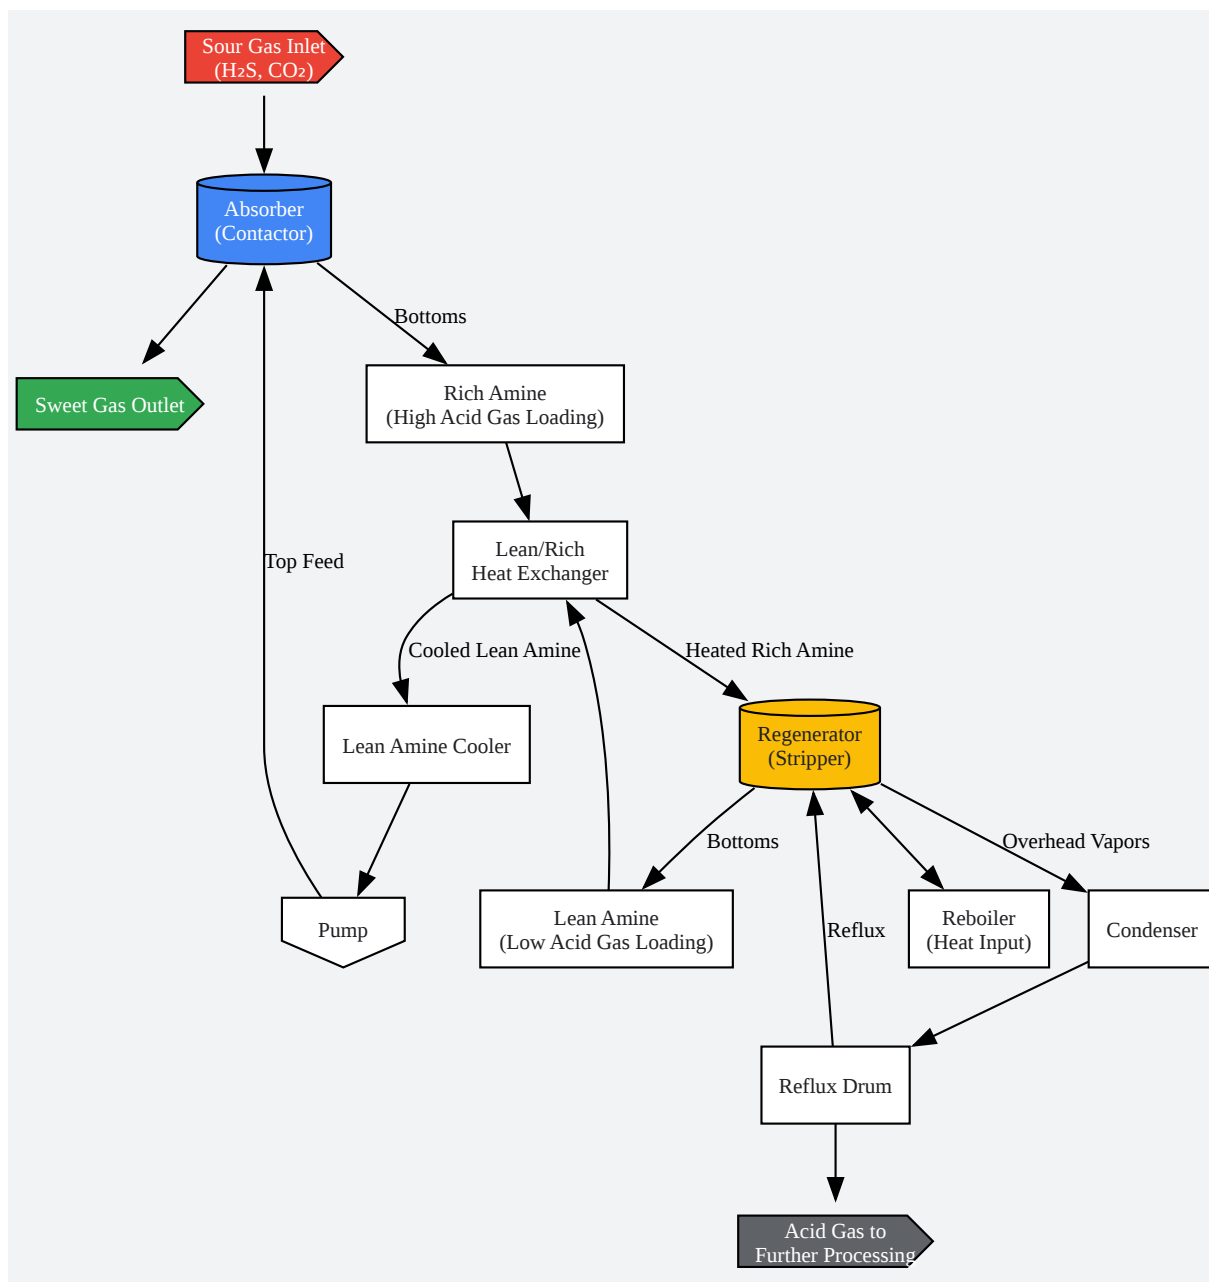 Sour Gas Inlet
(H₂S, CO₂)
Absorber
(Contactor)
Bottoms
Sweet Gas Outlet
Rich Amine
(High Acid Gas Loading)
Top Feed
Lean/Rich
Heat Exchanger
Cooled Lean Amine
Heated Rich Amine
Lean Amine Cooler
Regenerator
(Stripper)
Bottoms
Overhead Vapors
Pump
Lean Amine
(Low Acid Gas Loading)
Reflux
Reboiler
(Heat Input)
Condenser
Reflux Drum
Acid Gas to
Further Processing